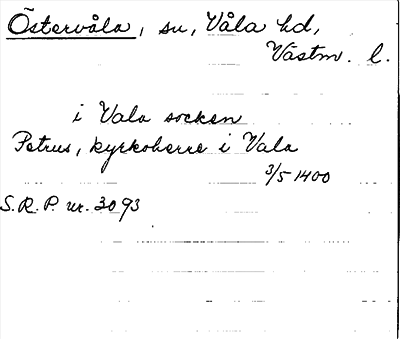 Östervåla, sn, Våla hd,
Västm. l.
i Vala socken
Petrus, kyrkoherre i Vala
3/5 1400
S.R.P. nr. 3093